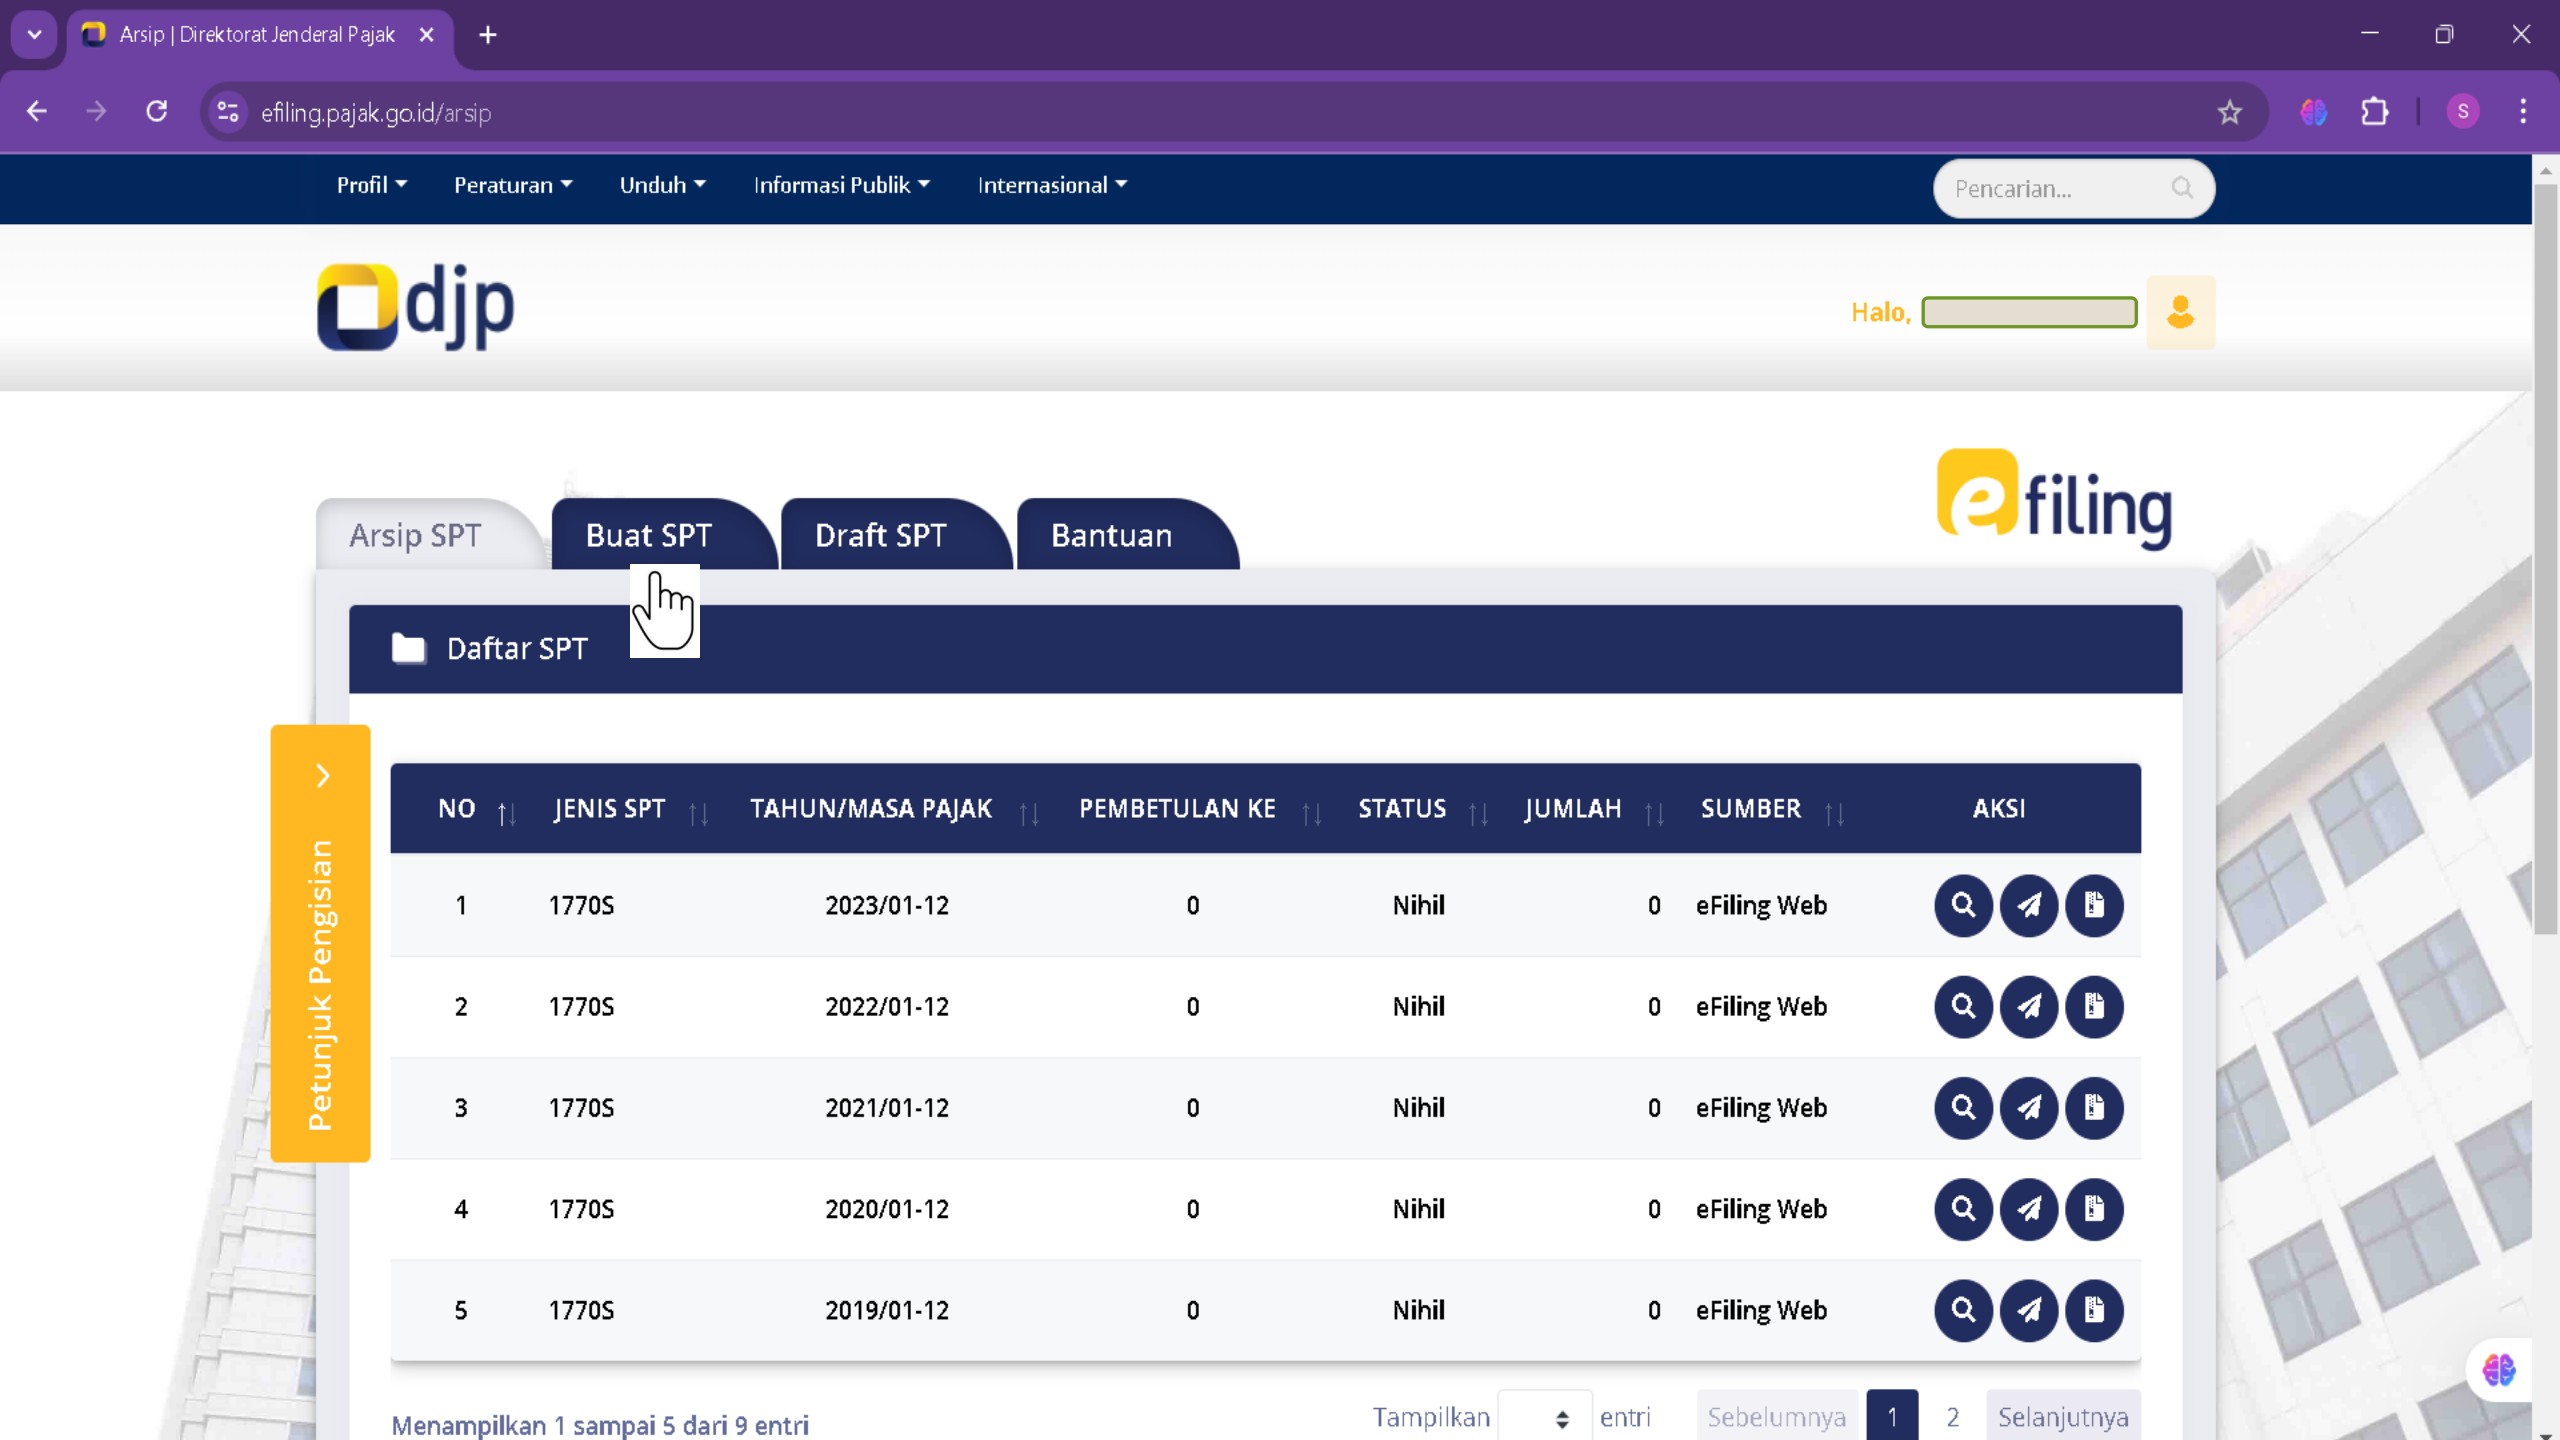 Arsip | Direktorat Jenderal Pajak
efiling.pajak.go.id/arsip
S
Profil Peraturan Unduh Informasi Publik Internasional
Pencarian...
djp
Halo,
efiling
Arsip SPT Buat SPT Draft SPT Bantuan
Daftar SPT
Petunjuk Pengisian
NO JENIS SPT TAHUN/MASA PAJAK PEMBETULAN KE STATUS JUMLAH SUMBER AKSI
1 1770S 2023/01-12 0 Nihil 0 eFiling Web
2 1770S 2022/01-12 0 Nihil 0 eFiling Web
3 1770S 2021/01-12 0 Nihil 0 eFiling Web
4 1770S 2020/01-12 0 Nihil 0 eFiling Web
5 1770S 2019/01-12 0 Nihil 0 eFiling Web
Menampilkan 1 sampai 5 dari 9 entri
Tampilkan entri Sebelumnya 1 2 Selanjutnya